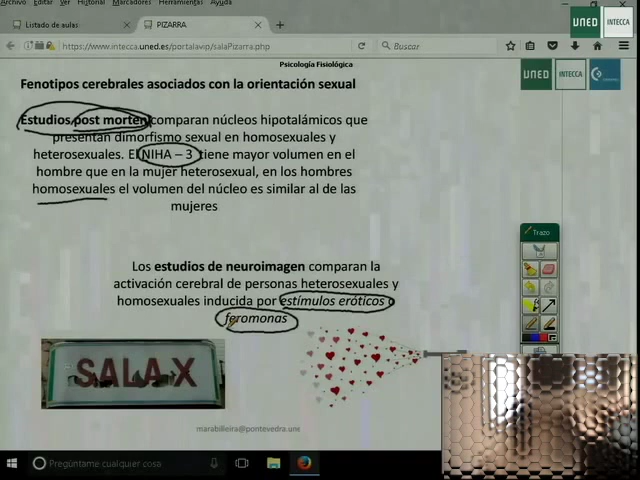 Archivo Editar Ver Historial Marcadores Herramientas Ayuda
Listado de aulas
PIZARRA
https://www.intecca.uned.es/portalavip/salaPizarra.php
Buscar
UNED
INTECCA
Psicología Fisiológica
UNED
INTECCA
Fenotipos cerebrales asociados con la orientación sexual
Estudios post morten comparan núcleos hipotalámicos que
presentan dimorfismo sexual en homosexuales y
heterosexuales. El NIHA – 3 tiene mayor volumen en el
hombre que en la mujer heterosexual, en los hombres
homosexuales el volumen del núcleo es similar al de las
mujeres
Trazo
Los estudios de neuroimagen comparan la
activación cerebral de personas heterosexuales y
homosexuales inducida por estímulos eróticos o
feromonas
SALA X
marabilleira@pontevedra.une
Pregúntame cualquier cosa